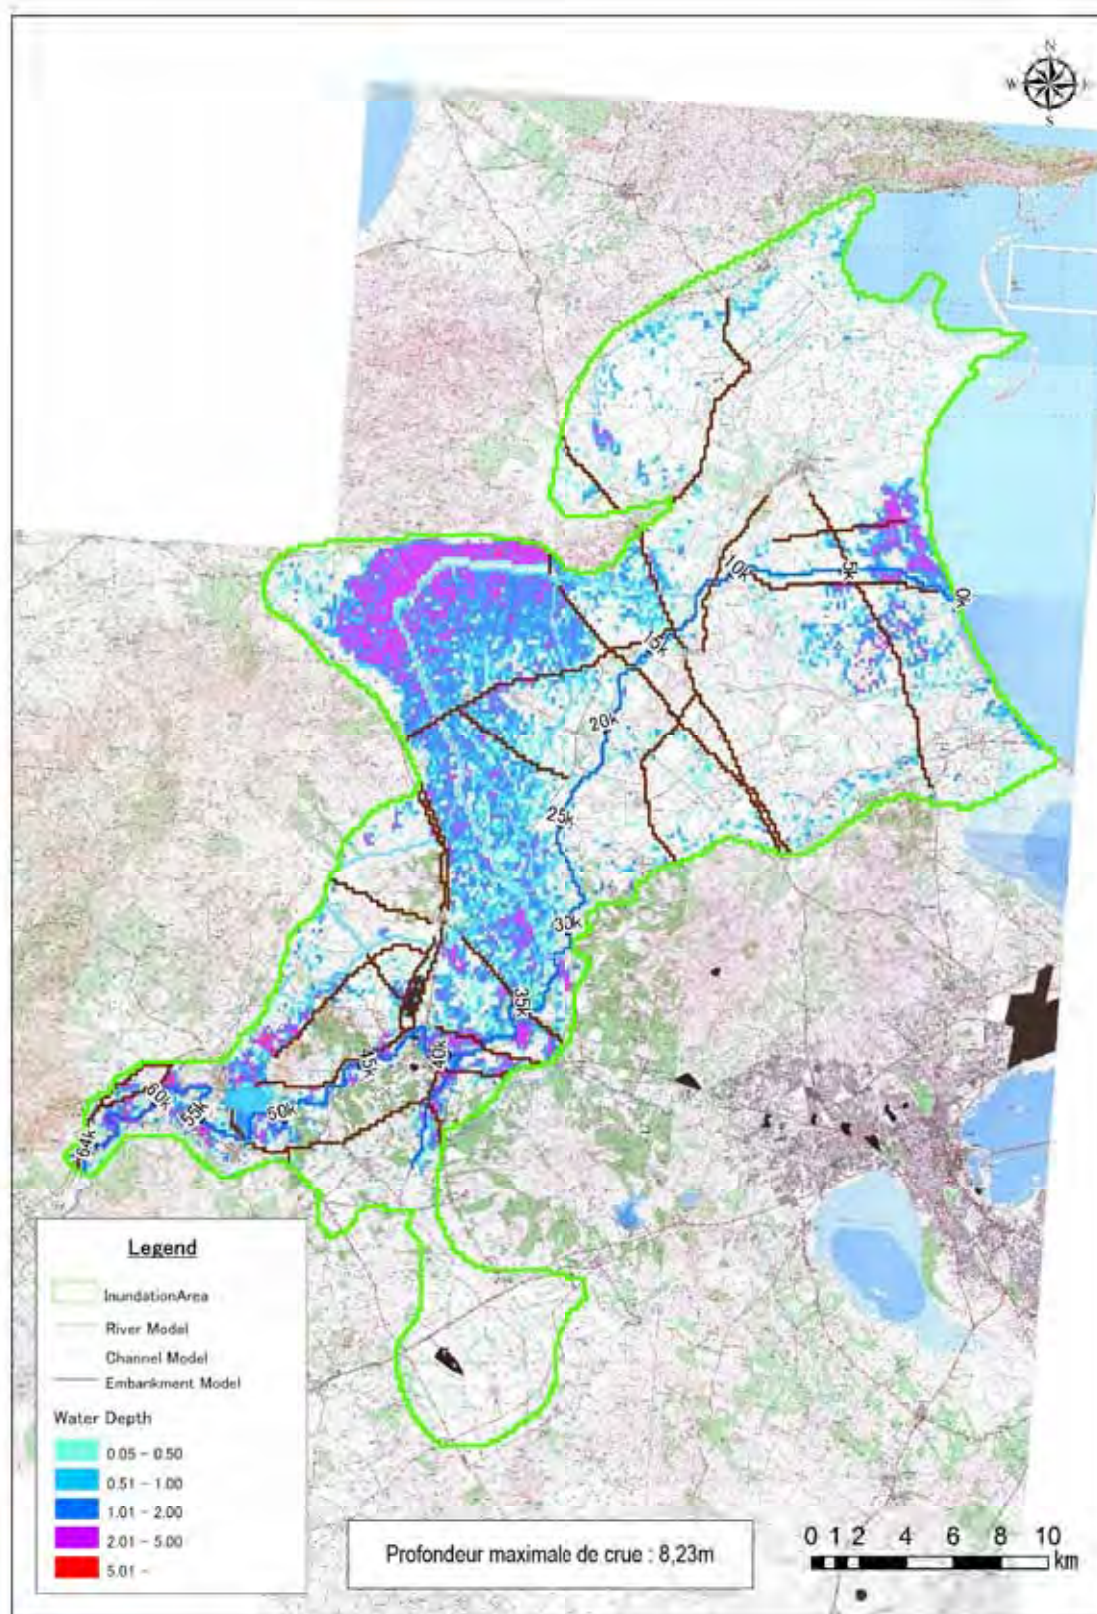 N
W
E
S
10k
5k
0k
15k
20k
25k
30k
35k
40k
45k
50k
55k
60k
64k
Legend
InundationArea
River Model
Channel Model
Embankment Model
Water Depth
0.05 - 0.50
0.51 - 1.00
1.01 - 2.00
2.01 - 5.00
5.01 -
Profondeur maximale de crue : 8,23m
0 1 2 4 6 8 10
km